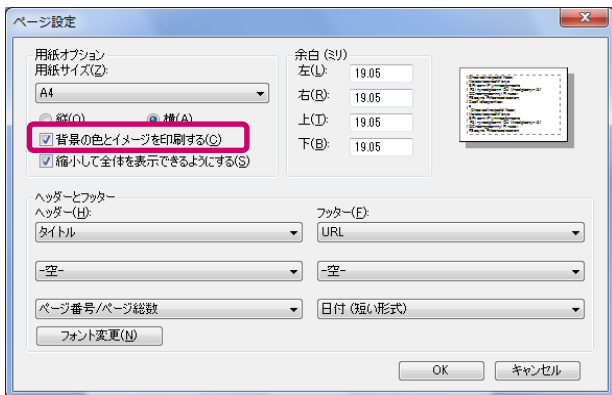 ページ設定
用紙オプション
用紙サイズ(Z):
A4
縦(O) 横(A)
背景の色とイメージを印刷する(C)
縮小して全体を表示できるようにする(S)
余白 (ミリ)
左(L): 19.05
右(R): 19.05
上(T): 19.05
下(B): 19.05
ヘッダーとフッター
ヘッダー(H): フッター(F):
タイトル URL
-空- -空-
ページ番号/ページ総数 日付 (短い形式)
フォント変更(N)
OK キャンセル